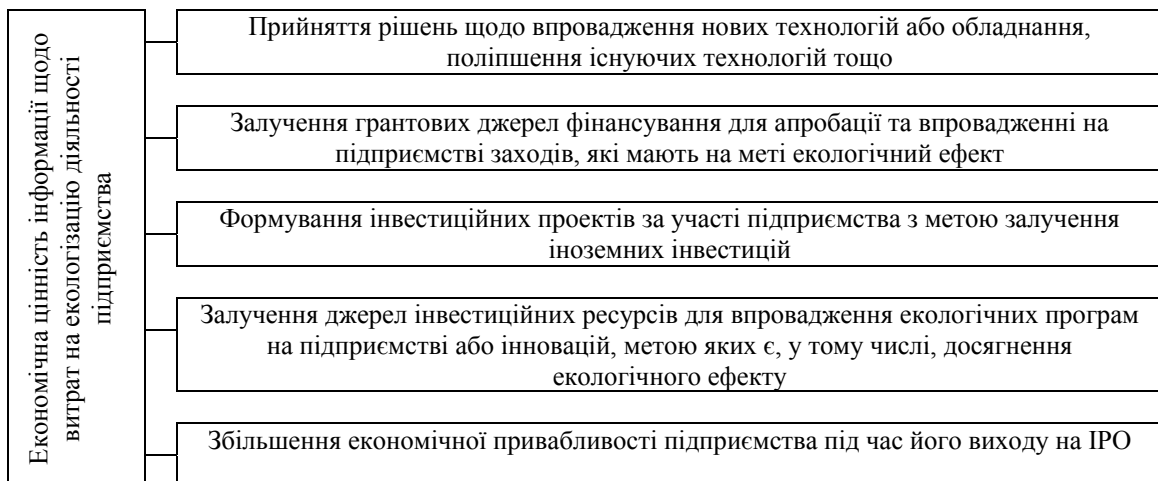 Економічна цінність інформації щодо
витрат на екологізацію діяльності
підприємства
Прийняття рішень щодо впровадження нових технологій або обладнання,
поліпшення існуючих технологій тощо
Залучення грантових джерел фінансування для апробації та впровадженні на
підприємстві заходів, які мають на меті екологічний ефект
Формування інвестиційних проектів за участі підприємства з метою залучення
іноземних інвестицій
Залучення джерел інвестиційних ресурсів для впровадження екологічних програм
на підприємстві або інновацій, метою яких є, у тому числі, досягнення
екологічного ефекту
Збільшення економічної привабливості підприємства під час його виходу на IPO